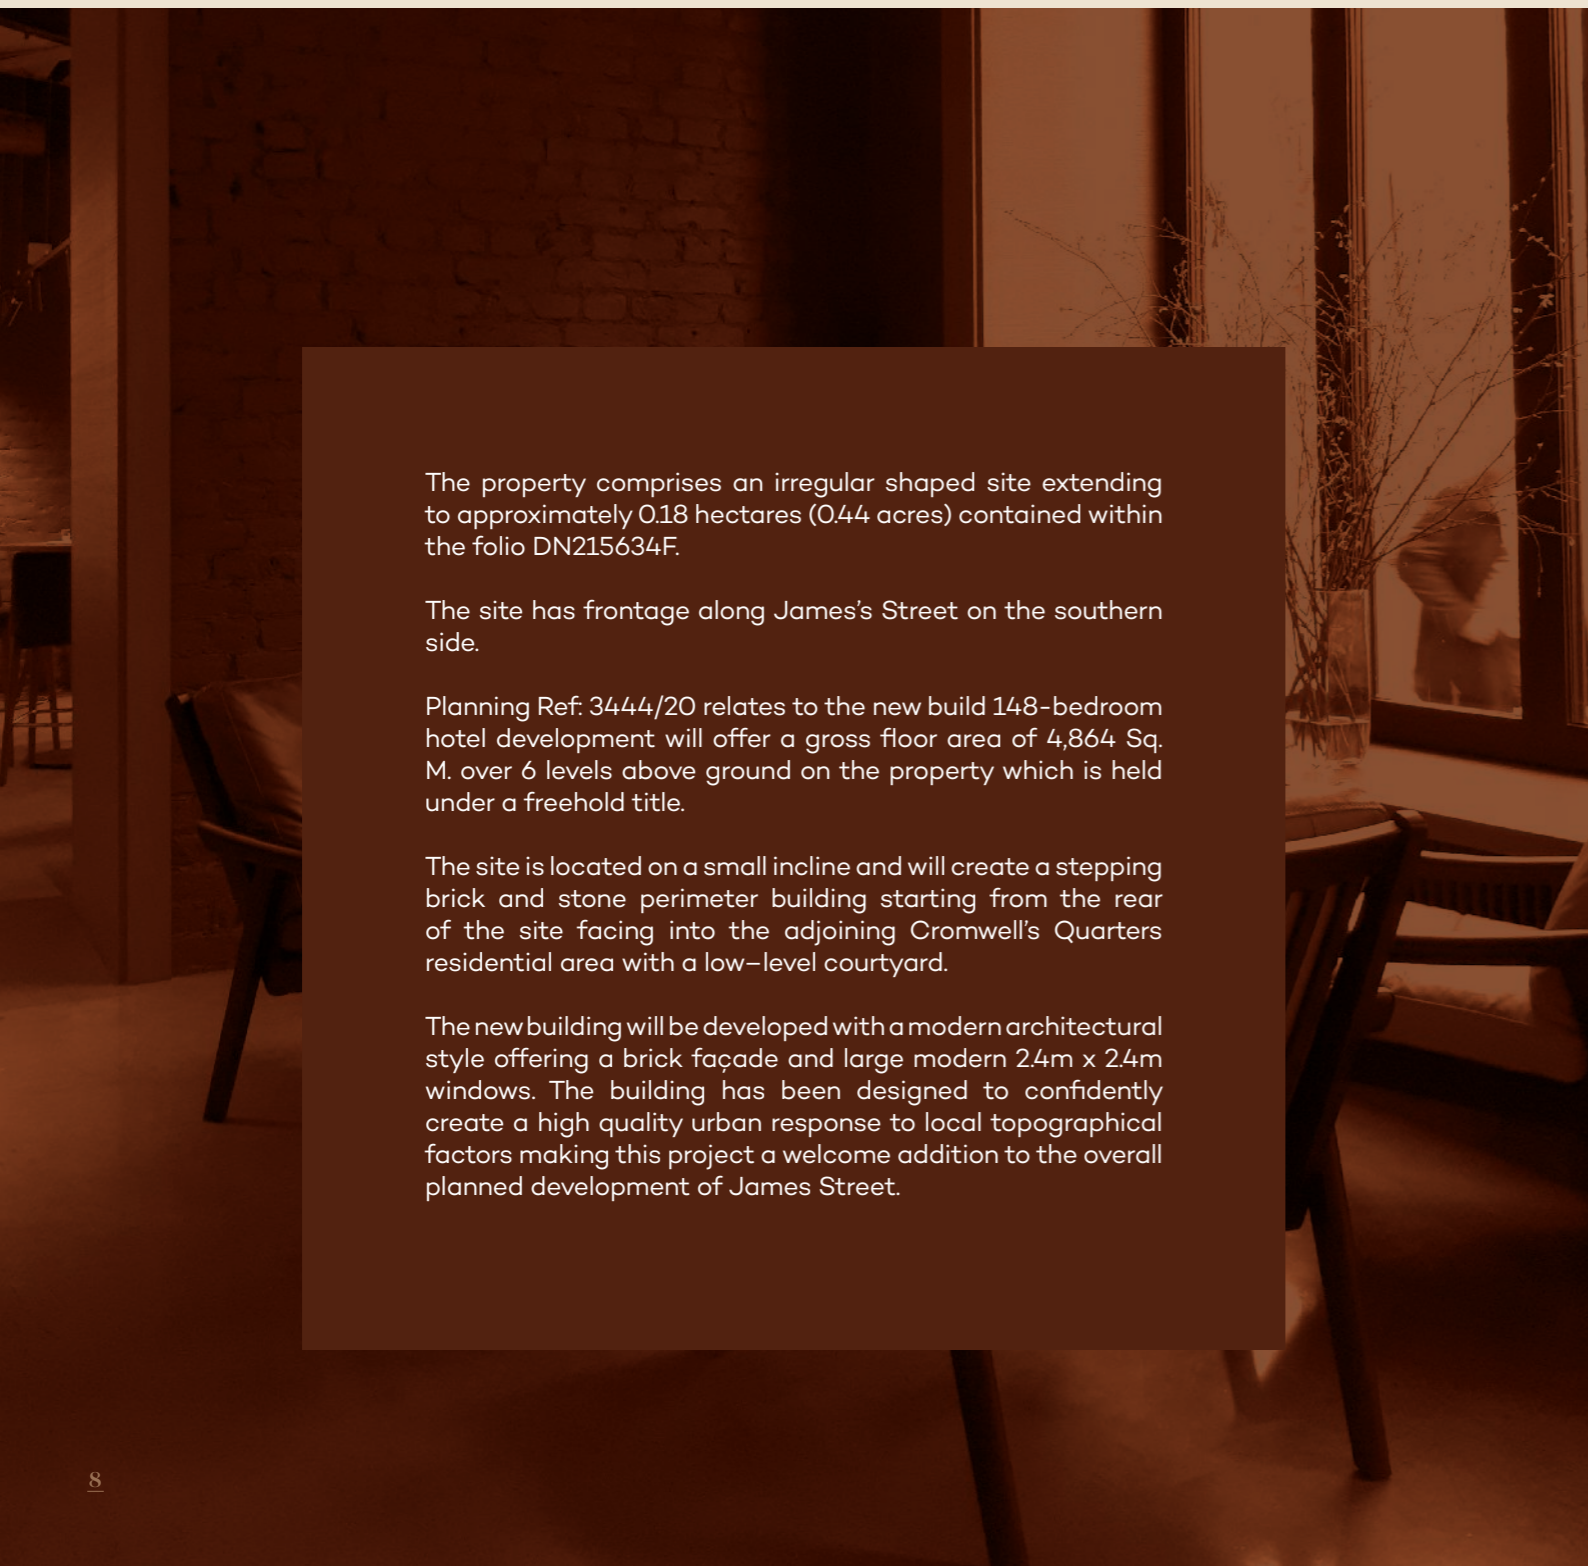 The property comprises an irregular shaped site extending
to approximately 0.18 hectares (0.44 acres) contained within
the folio DN215634F.
The site has frontage along James’s Street on the southern
side.
Planning Ref: 3444/20 relates to the new build 148-bedroom
hotel development will offer a gross floor area of 4,864 Sq.
M. over 6 levels above ground on the property which is held
under a freehold title.
The site is located on a small incline and will create a stepping
brick and stone perimeter building starting from the rear
of the site facing into the adjoining Cromwell’s Quarters
residential area with a low–level courtyard.
The new building will be developed with a modern architectural
style offering a brick façade and large modern 2.4m x 2.4m
windows. The building has been designed to confidently
create a high quality urban response to local topographical
factors making this project a welcome addition to the overall
planned development of James Street.
8